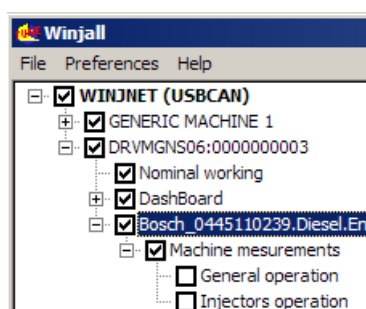 Winjall
File Preferences Help
WINJNET (USBCAN)
GENERIC MACHINE 1
DRVMGNS06:0000000003
Nominal working
DashBoard
Bosch_0445110239.Diesel.En
Machine mesurements
General operation
Injectors operation